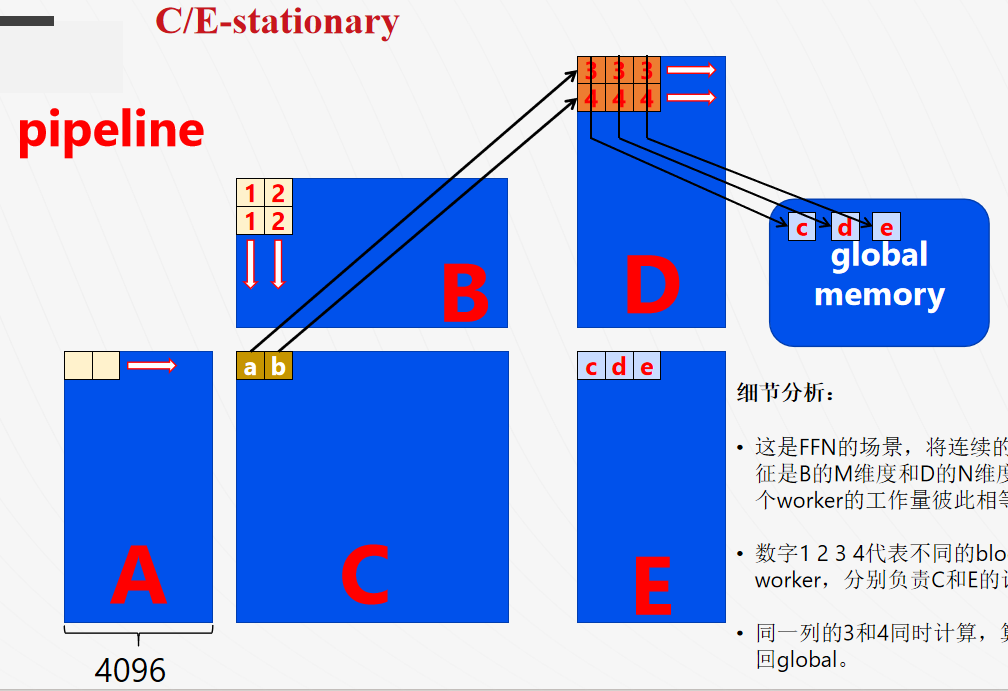 C/E-stationary
pipeline
3 3 3
4 4 4
1 2
1 2
B
D
c d e
global
memory
a b
c d e
A
C
E
4096
细节分析：
• 这是FFN的场景，将连续的
征是B的M维度和D的N维度
个worker的工作量彼此相等
• 数字1 2 3 4代表不同的blo
worker，分别负责C和E的
• 同一列的3和4同时计算，
回global。